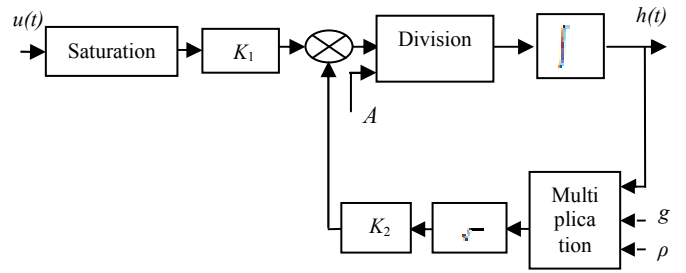 u(t)
h(t)
Saturation
K1
Division
∫
A
Multi
plica
tion
g
ρ
K2
√